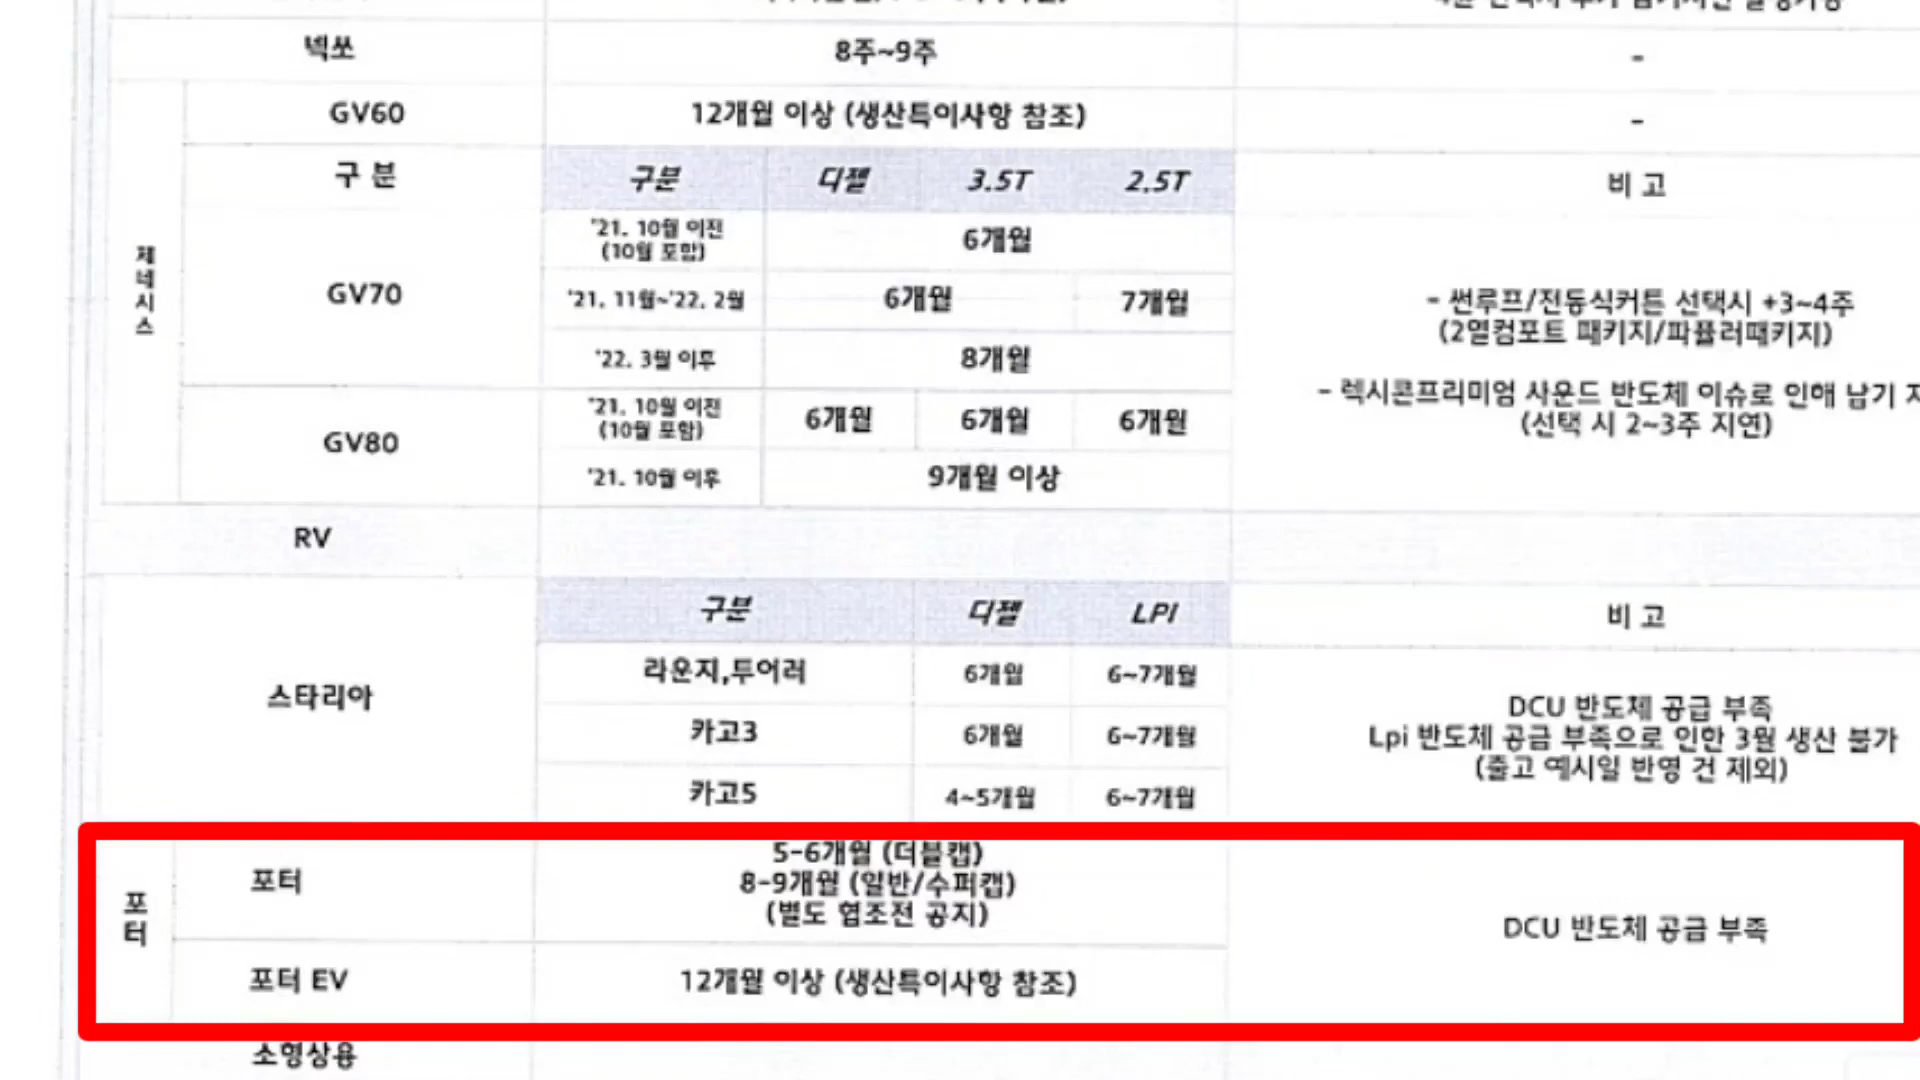 넥쏘
8주~9주
-
GV60
12개월 이상 (생산특이사항 참조)
-
제네시스
구 분
구분
디젤
3.5T
2.5T
비 고
GV70
'21. 10월 이전
(10월 포함)
6개월
'21. 11월~'22. 2월
6개월
7개월
'22. 3월 이후
8개월
- 썬루프/전동식커튼 선택시 +3~4주
(2열컴포트 패키지/파퓰러패키지)
- 렉시콘프리미엄 사운드 반도체 이슈로 인해 납기
(선택 시 2~3주 지연)
GV80
'21. 10월 이전
(10월 포함)
6개월
6개월
6개월
'21. 10월 이후
9개월 이상
RV
구분
디젤
LPI
비 고
스타리아
라운지,투어러
6개월
6~7개월
카고3
6개월
6~7개월
카고5
4~5개월
6~7개월
DCU 반도체 공급 부족
Lpi 반도체 공급 부족으로 인한 3월 생산 불가
(출고 예시일 반영 건 제외)
포터
포터
5-6개월 (더블캡)
8-9개월 (일반/수퍼캡)
(별도 협조전 공지)
포터 EV
12개월 이상 (생산특이사항 참조)
DCU 반도체 공급 부족
소형상용